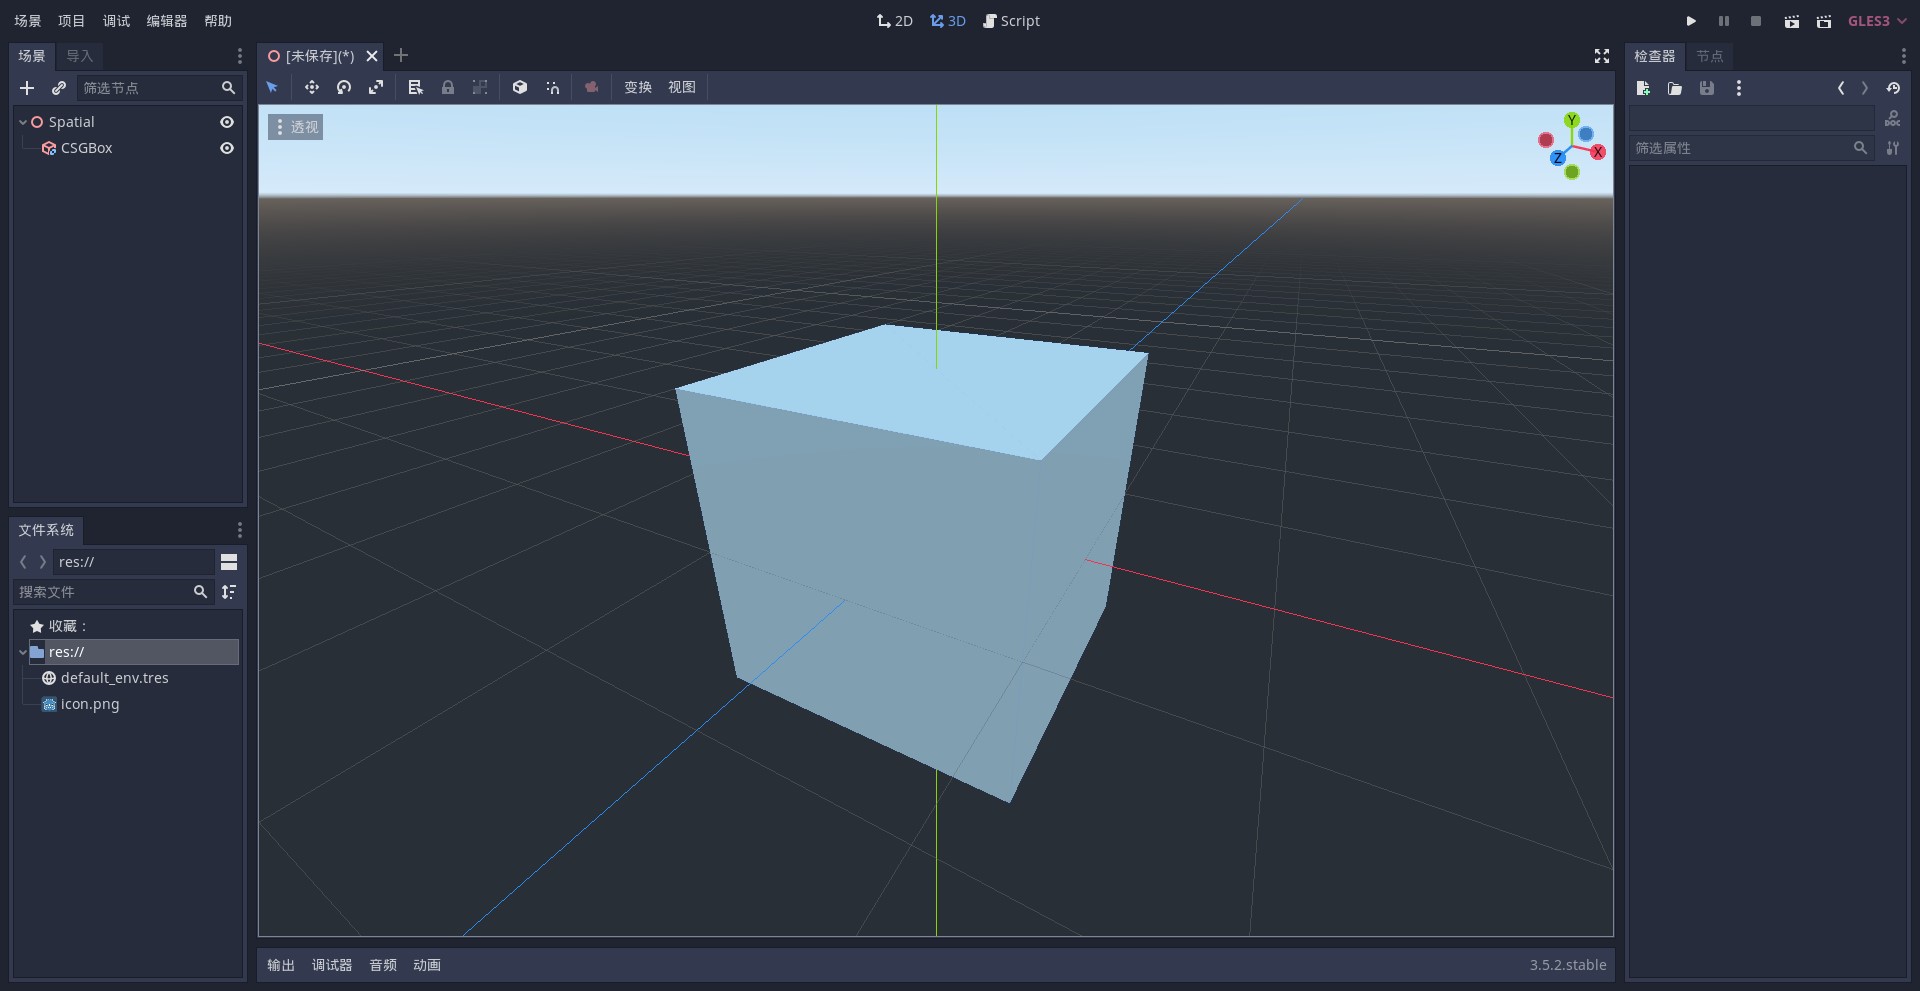 场景 项目 调试 编辑器 帮助
2D 3D Script
GLES3
场景 导入
筛选节点
Spatial
CSGBox
[未保存](*)
变换 视图
透视
Y
X
Z
检查器 节点
DOC
筛选属性
文件系统
res://
搜索文件
收藏：
res://
default_env.tres
icon.png
输出 调试器 音频 动画
3.5.2.stable